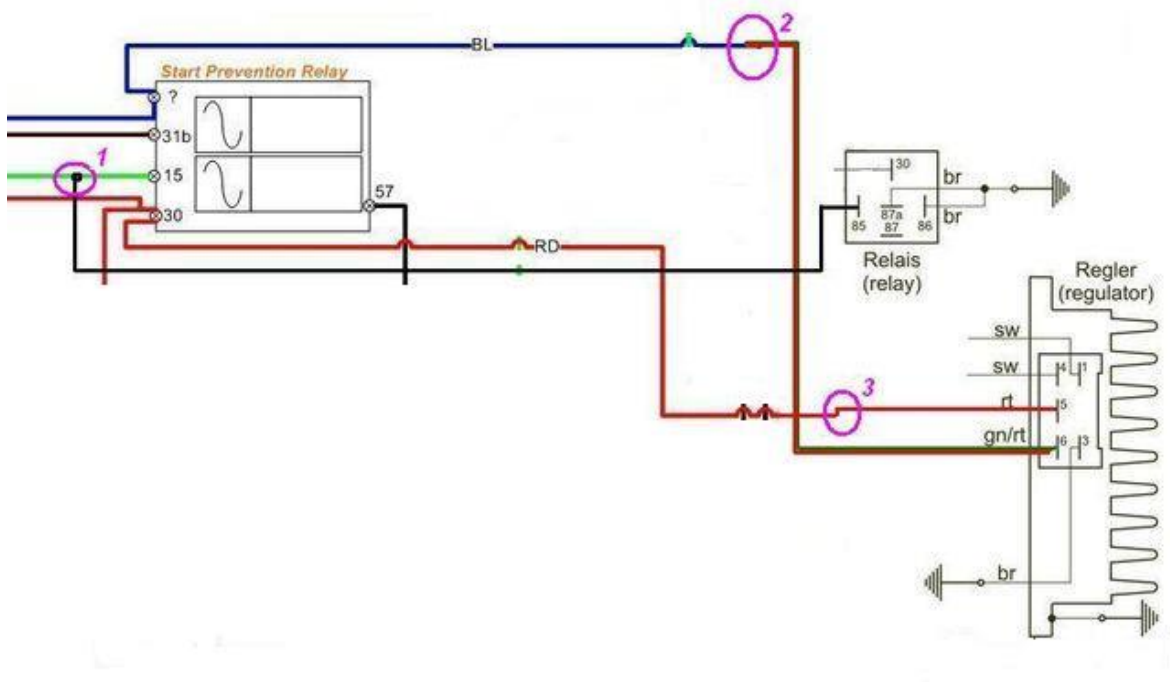 2
BL
Start Prevention Relay
?
31b
1
15
57
30
RD
30
br
87a
br
85
87
86
Relais
(relay)
Regler
(regulator)
sw
sw
4
1
3
rt
5
gn/rt
6
3
br